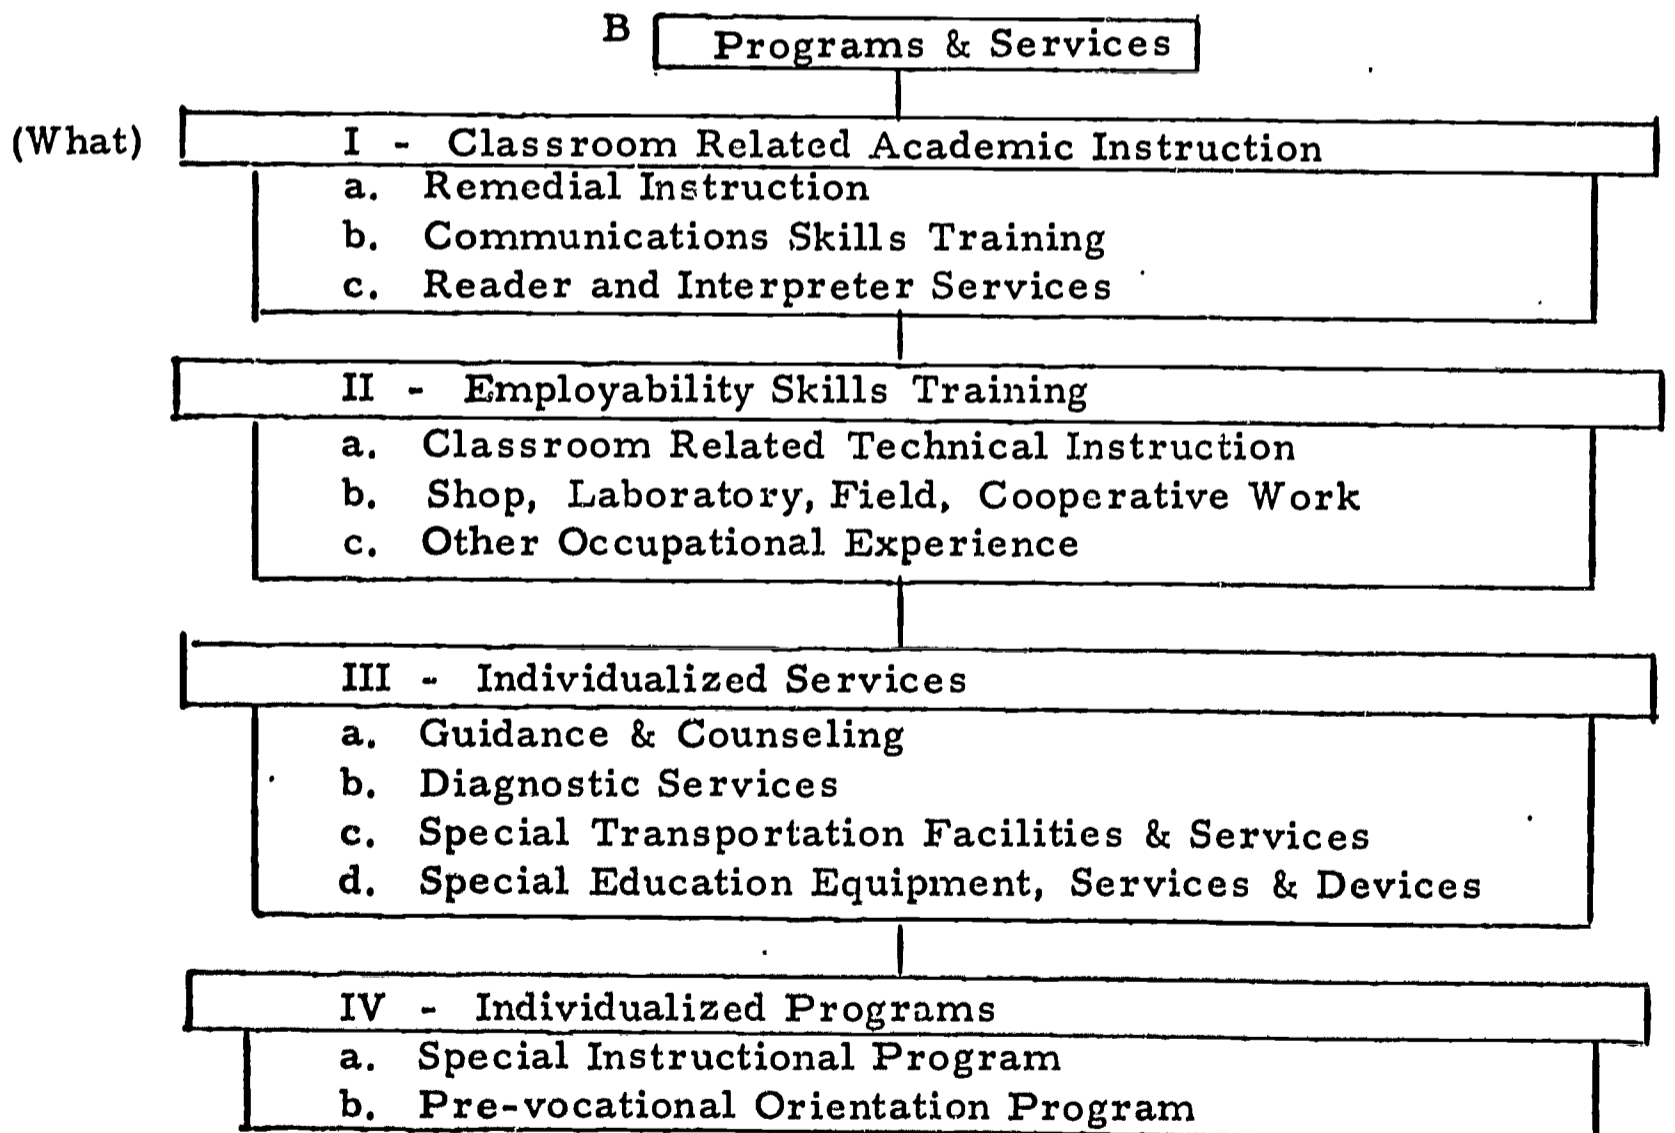 B Programs & Services
(What) I - Classroom Related Academic Instruction
a. Remedial Instruction
b. Communications Skills Training
c. Reader and Interpreter Services
II - Employability Skills Training
a. Classroom Related Technical Instruction
b. Shop, Laboratory, Field, Cooperative Work
c. Other Occupational Experience
III - Individualized Services
a. Guidance & Counseling
b. Diagnostic Services
c. Special Transportation Facilities & Services
d. Special Education Equipment, Services & Devices
IV - Individualized Programs
a. Special Instructional Program
b. Pre-vocational Orientation Program